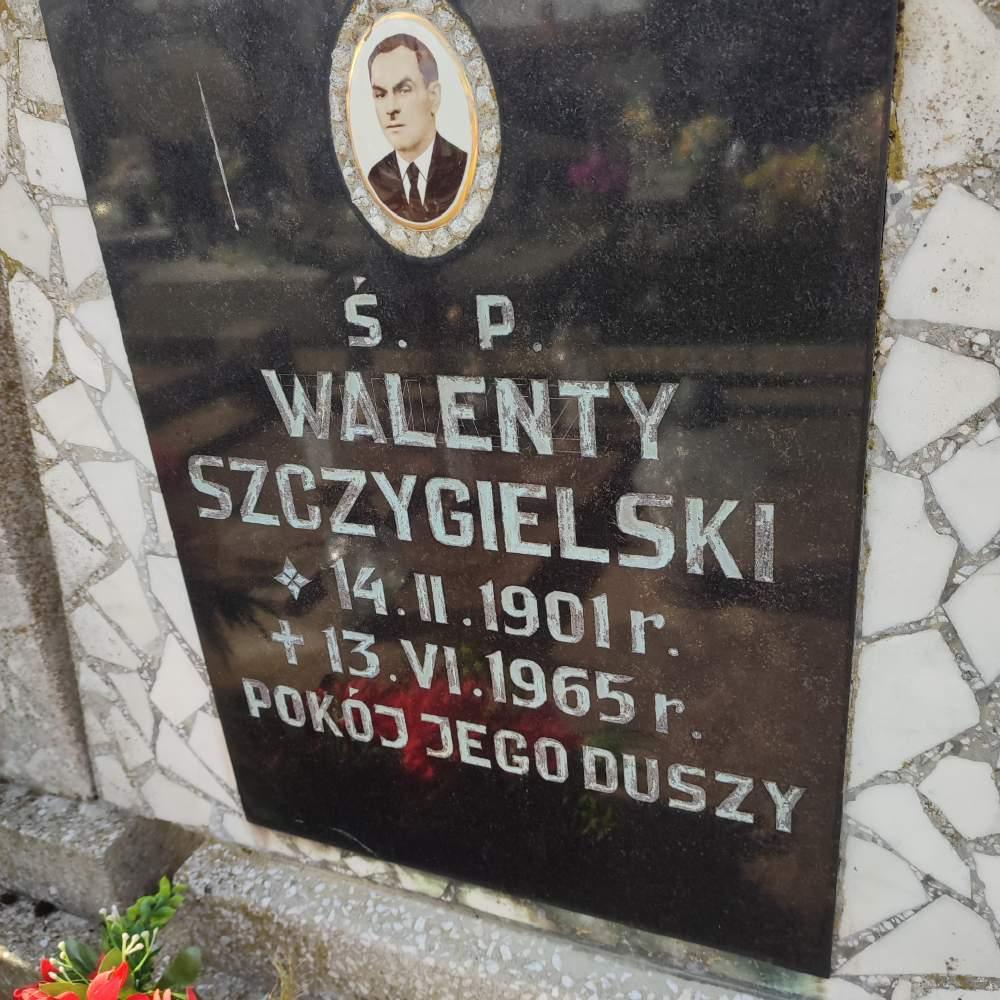 Ś. P.
WALENTY
SZCZYGIELSKI
14. II. 1901 r.
13. VI. 1965 r.
POKÓJ JEGO DUSZY